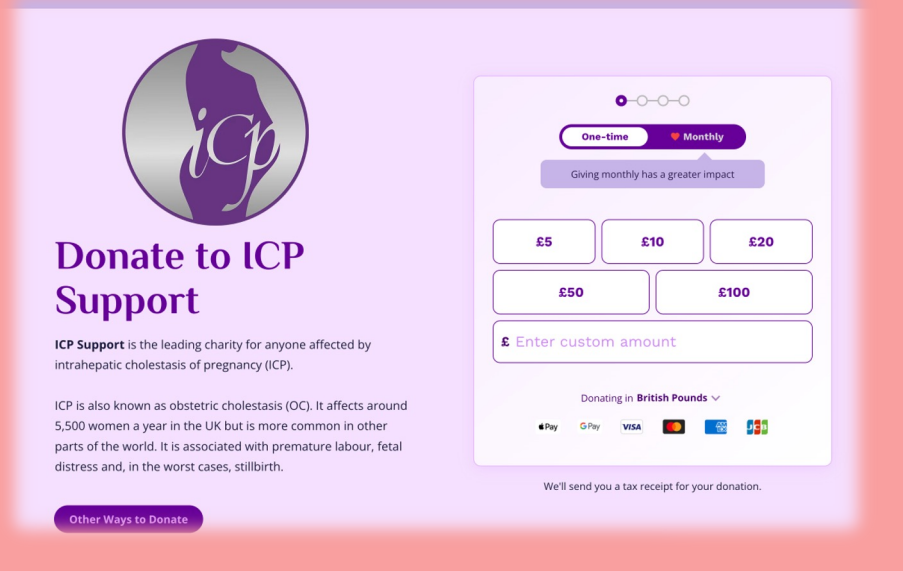 iCp
Donate to ICP
Support
ICP Support is the leading charity for anyone affected by
intrahepatic cholestasis of pregnancy (ICP).
ICP is also known as obstetric cholestasis (OC). It affects around
5,500 women a year in the UK but is more common in other
parts of the world. It is associated with premature labour, fetal
distress and, in the worst cases, stillbirth.
Other Ways to Donate
One-time
Monthly
Giving monthly has a greater impact
£5 £10 £20
£50 £100
£ Enter custom amount
Donating in British Pounds
Pay G Pay VISA JCB
We'll send you a tax receipt for your donation.